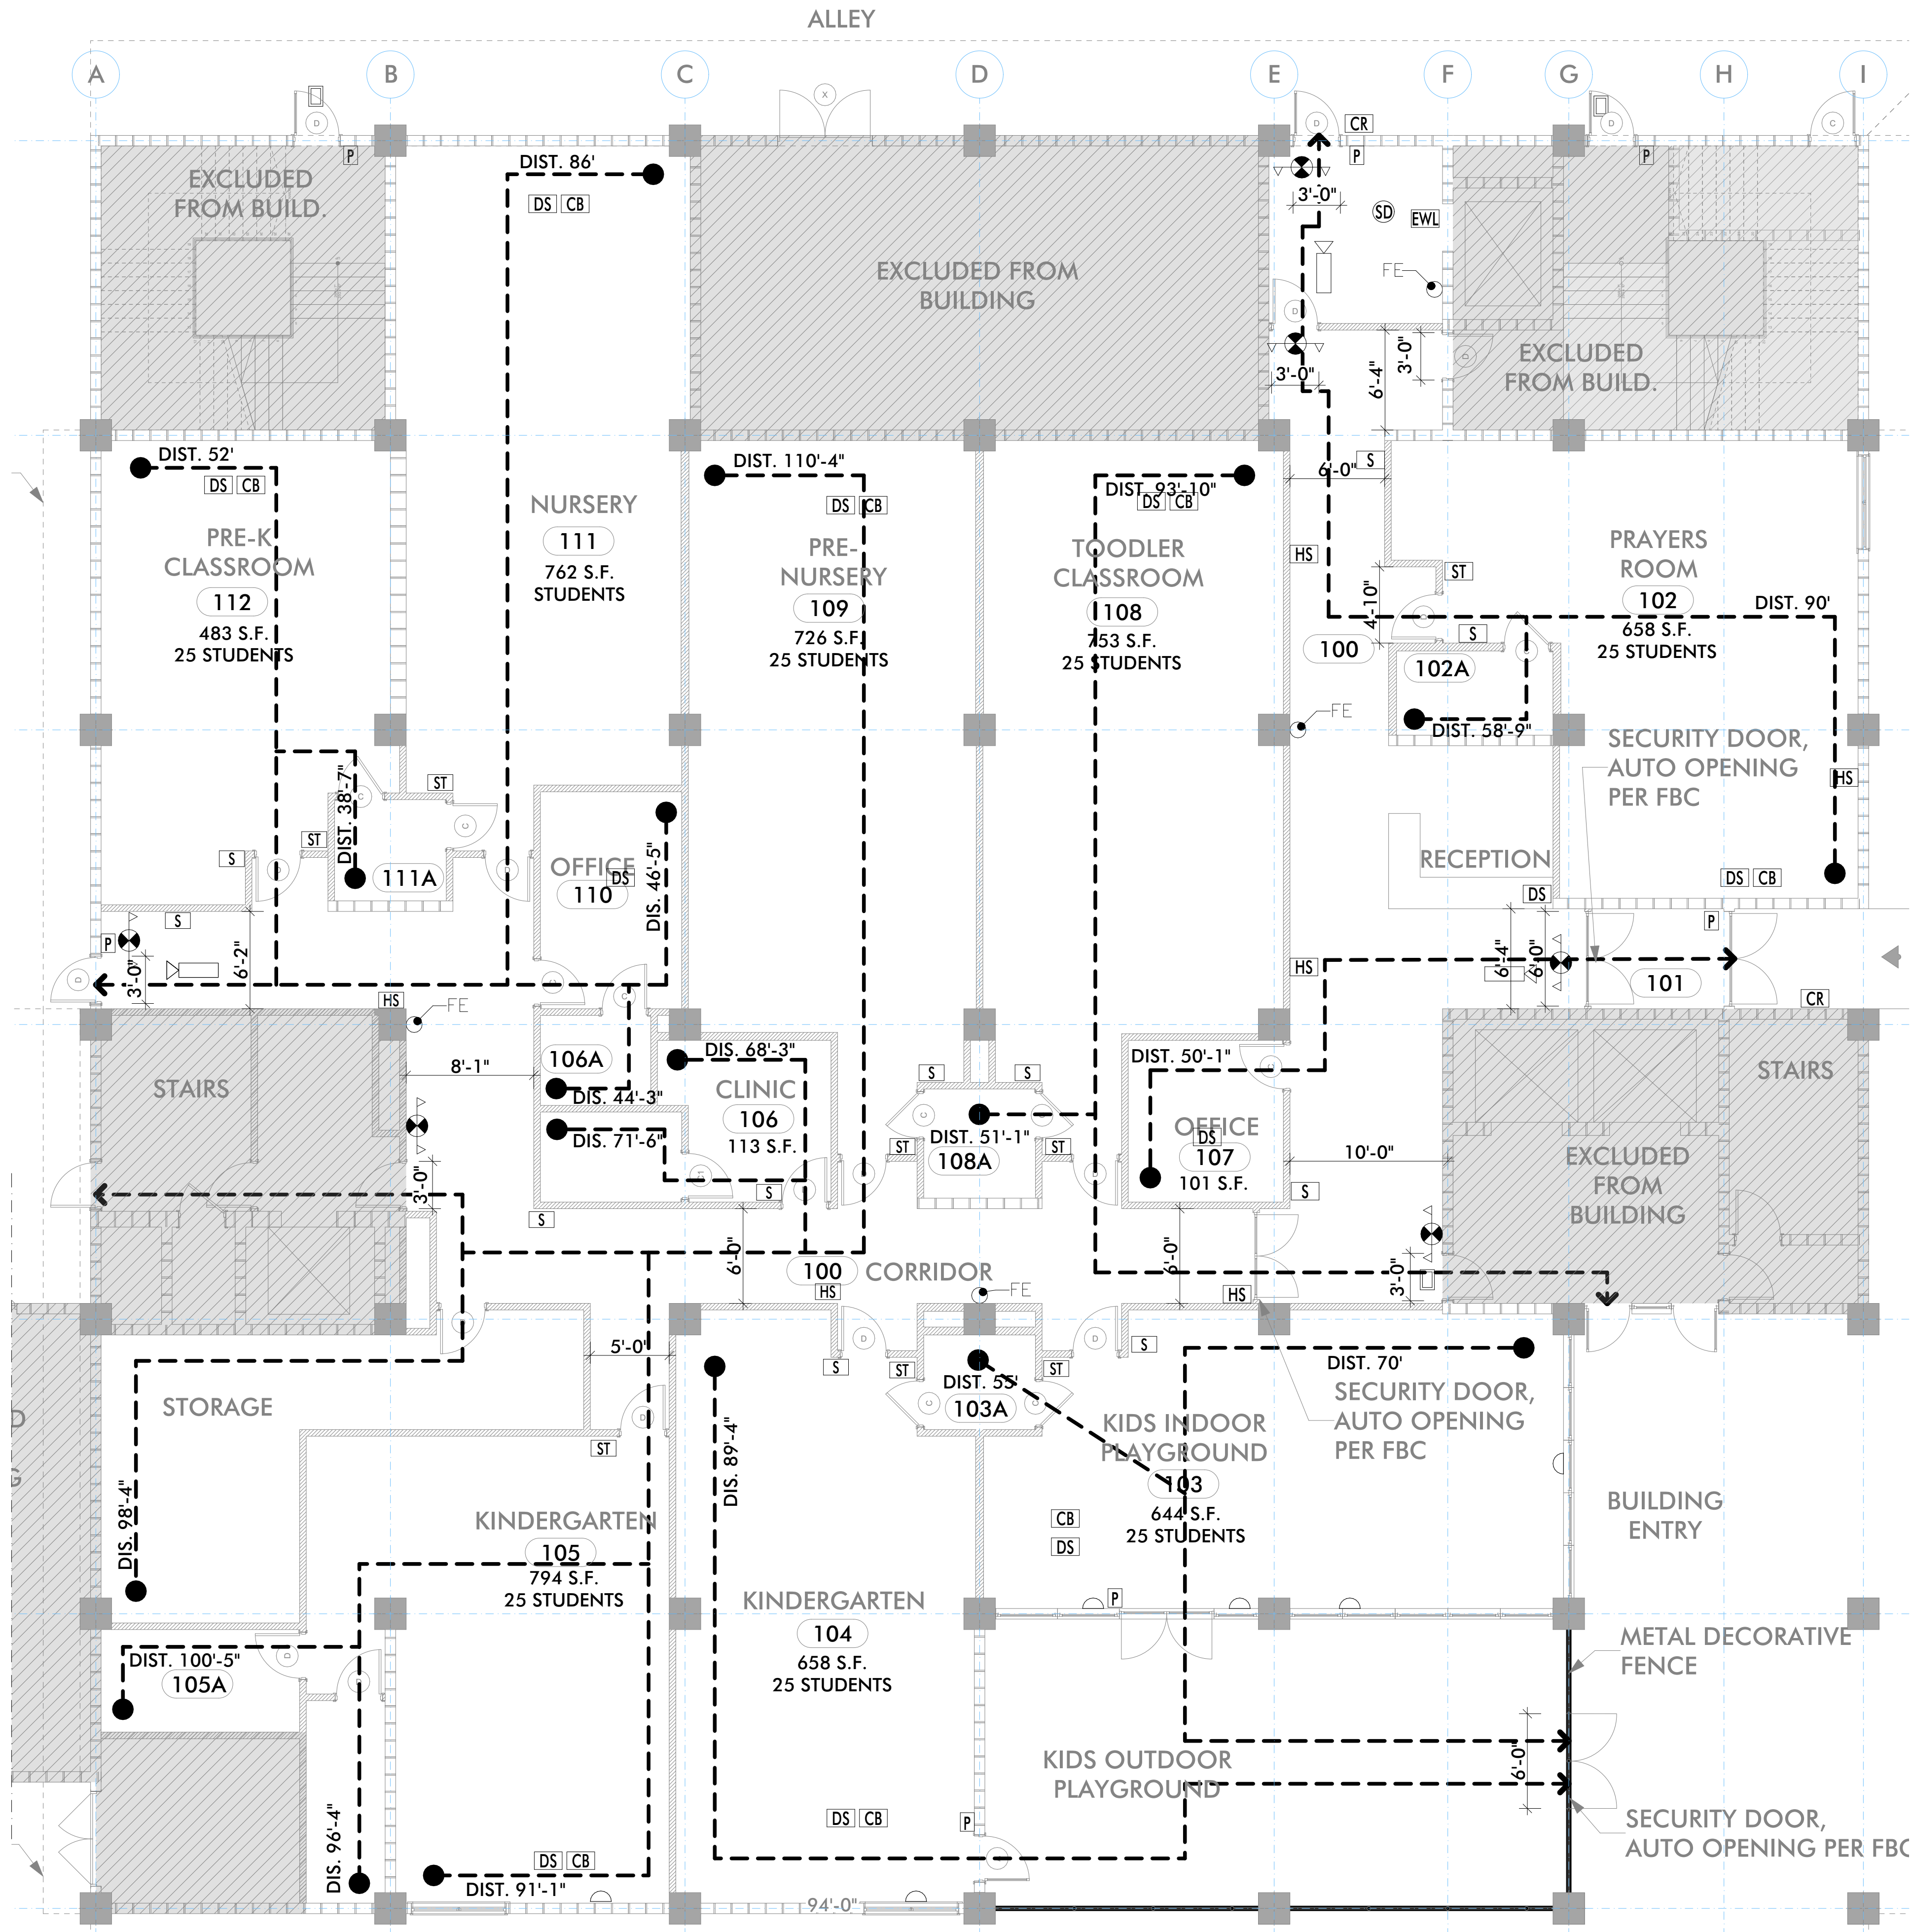 ALLEY
A
B
C
D
E
F
G
H
I
X
D
D
CR
D
C
P
P
P
DIST. 86'
DS CB
EXCLUDED
FROM BUILD.
3'-0"
SD
EWL
FE
EXCLUDED FROM
BUILDING
D
3'-0"
6'-4"
3'-0"
D
EXCLUDED
FROM BUILD.
DIST. 52'
DS CB
DIST. 110'-4"
DS CB
DIST. 93'-10"
DS CB
6'-0"
S
NURSERY
111
762 S.F.
STUDENTS
PRE-K
CLASSROOM
112
483 S.F.
25 STUDENTS
PRE-
NURSERY
109
726 S.F.
25 STUDENTS
TOODLER
CLASSROOM
108
753 S.F.
25 STUDENTS
HS
ST
4'-10"
PRAYERS
ROOM
102
658 S.F.
25 STUDENTS
DIST. 90'
S
100
102A
DIST. 58'-9"
FE
SECURITY DOOR,
AUTO OPENING
PER FBC
HS
DIST. 38'-7"
C
ST
C
ST
S
111A
OFFICE
DS
110
DIS. 46'-5"
RECEPTION
DS
DS CB
S
P
6'-2"
3'-0"
D
HS
FE
P
HS
6'-4"
6'-0"
101
CR
STAIRS
8'-1"
106A
DIS. 44'-3"
DIS. 68'-3"
CLINIC
106
113 S.F.
DIS. 71'-6"
S
S
C
DIST. 51'-1"
108A
ST
ST
DIST. 50'-1"
OFFICE
DS
107
101 S.F.
10'-0"
STAIRS
EXCLUDED
FROM
BUILDING
3'-0"
S
S
S
6'-0"
6'-0"
3'-0"
100
CORRIDOR
HS
FE
HS
5'-0"
D
D
S
ST
ST
S
DIST. 55'
103A
C
DIST. 70'
SECURITY DOOR,
AUTO OPENING
PER FBC
STORAGE
D
ST
DIS. 89'-4"
KIDS INDOOR
PLAYGROUND
103
644 S.F.
25 STUDENTS
CB
DS
DIS. 98'-4"
KINDERGARTEN
105
794 S.F.
25 STUDENTS
BUILDING
ENTRY
P
KINDERGARTEN
104
658 S.F.
25 STUDENTS
DIST. 100'-5"
105A
D
METAL DECORATIVE
FENCE
KIDS OUTDOOR
PLAYGROUND
6'-0"
DS CB
P
SECURITY DOOR,
AUTO OPENING PER FBC
DIS. 96'-4"
DS CB
DIST. 91'-1"
94'-0"